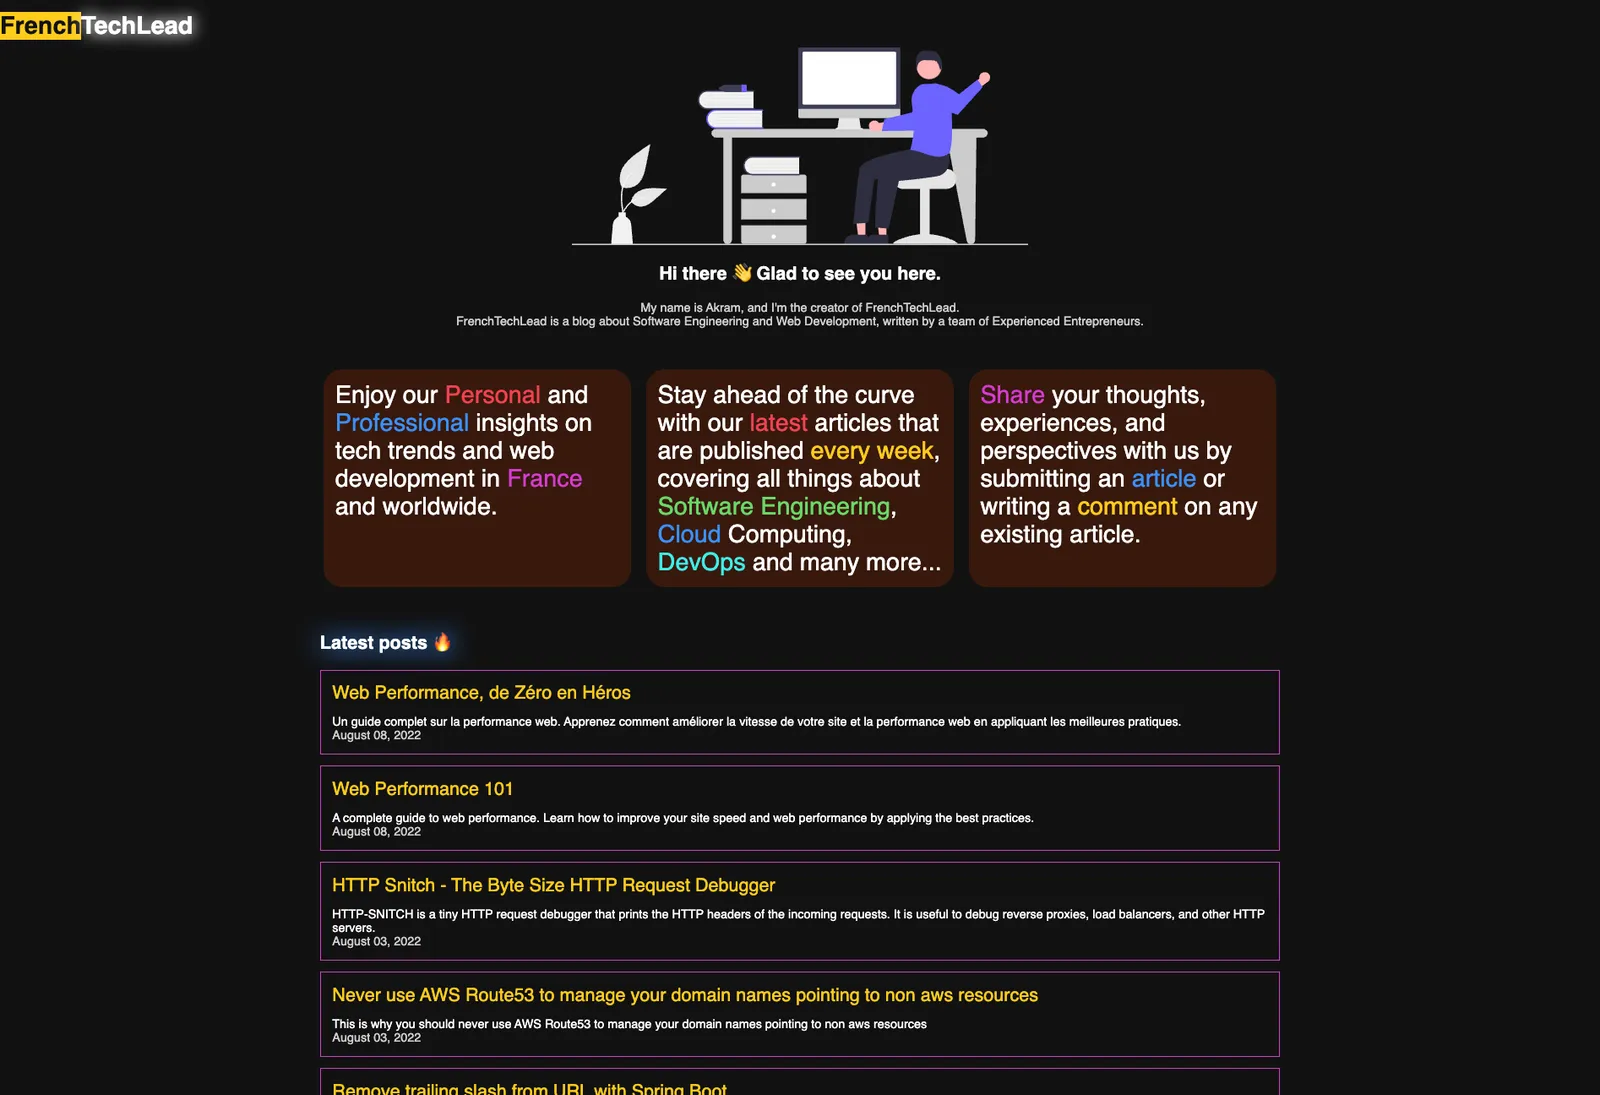 FrenchTechLead
Hi there 👋 Glad to see you here.
My name is Akram, and I'm the creator of FrenchTechLead.
FrenchTechLead is a blog about Software Engineering and Web Development, written by a team of Experienced Entrepreneurs.
Enjoy our Personal and
Professional insights on
tech trends and web
development in France
and worldwide.
Stay ahead of the curve
with our latest articles that
are published every week,
covering all things about
Software Engineering,
Cloud Computing,
DevOps and many more...
Share your thoughts,
experiences, and
perspectives with us by
submitting an article or
writing a comment on any
existing article.
Latest posts 🔥
Web Performance, de Zéro en Héros
Un guide complet sur la performance web. Apprenez comment améliorer la vitesse de votre site et la performance web en appliquant les meilleures pratiques.
August 08, 2022
Web Performance 101
A complete guide to web performance. Learn how to improve your site speed and web performance by applying the best practices.
August 08, 2022
HTTP Snitch - The Byte Size HTTP Request Debugger
HTTP-SNITCH is a tiny HTTP request debugger that prints the HTTP headers of the incoming requests. It is useful to debug reverse proxies, load balancers, and other HTTP
servers.
August 03, 2022
Never use AWS Route53 to manage your domain names pointing to non aws resources
This is why you should never use AWS Route53 to manage your domain names pointing to non aws resources
August 03, 2022
Remove trailing slash from URL with Spring Boot